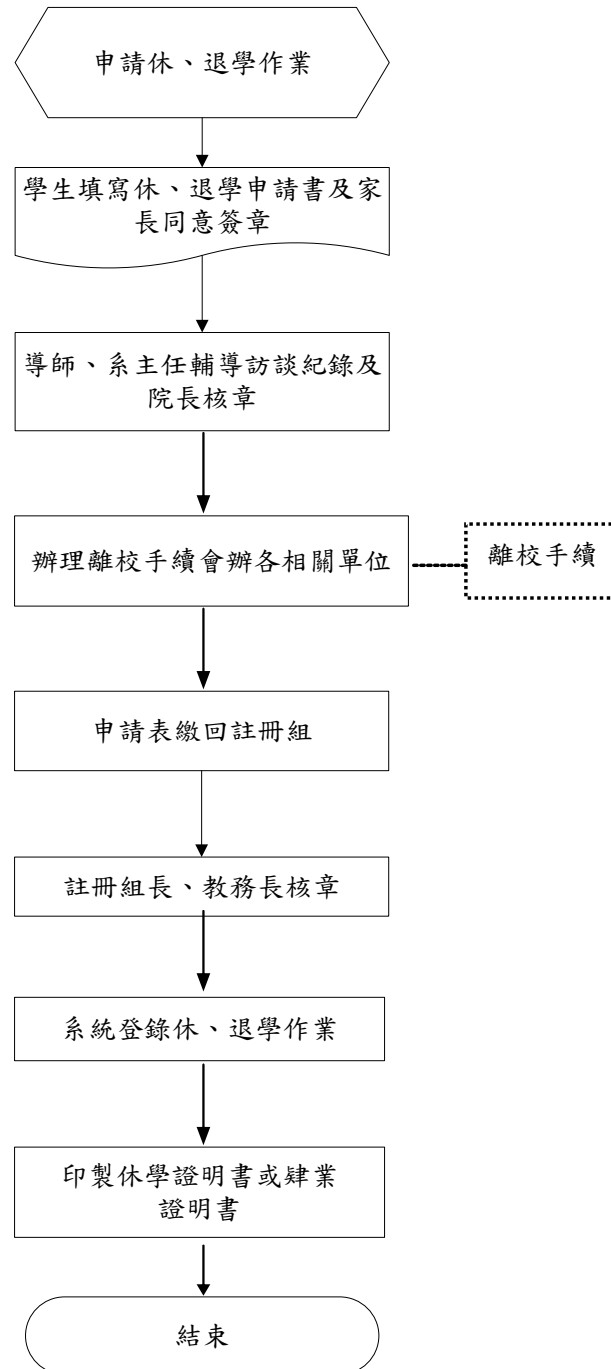 申請休、退學作業
學生填寫休、退學申請書及家
長同意簽章
導師、系主任輔導訪談紀錄及
院長核章
辦理離校手續會辦各相關單位
離校手續
申請表繳回註冊組
註冊組長、教務長核章
系統登錄休、退學作業
印製休學證明書或肄業
證明書
結束